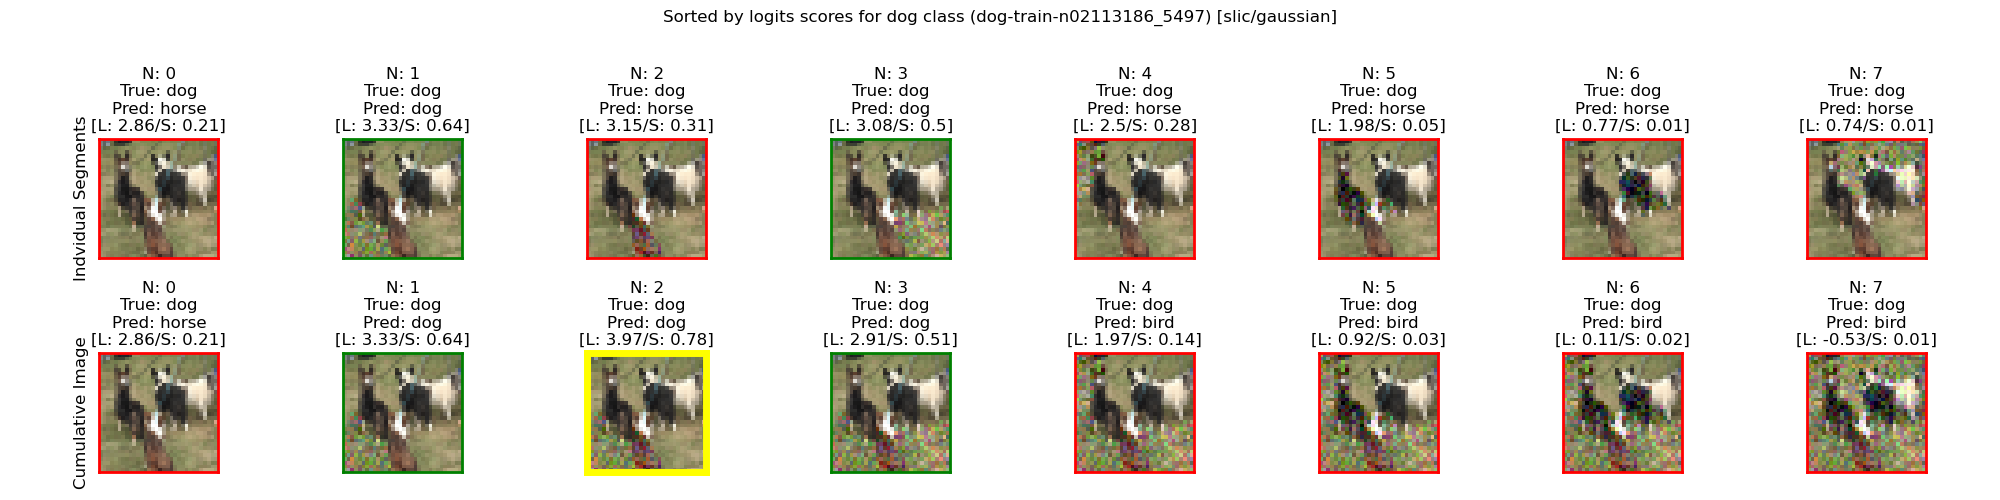 Sorted by logits scores for dog class (dog-train-n02113186_5497) [slic/gaussian]
Indvidual Segments
N: 0
True: dog
Pred: horse
[L: 2.86/S: 0.21]
N: 1
True: dog
Pred: dog
[L: 3.33/S: 0.64]
N: 2
True: dog
Pred: horse
[L: 3.15/S: 0.31]
N: 3
True: dog
Pred: dog
[L: 3.08/S: 0.5]
N: 4
True: dog
Pred: horse
[L: 2.5/S: 0.28]
N: 5
True: dog
Pred: horse
[L: 1.98/S: 0.05]
N: 6
True: dog
Pred: horse
[L: 0.77/S: 0.01]
N: 7
True: dog
Pred: horse
[L: 0.74/S: 0.01]
Cumulative Image
N: 0
True: dog
Pred: horse
[L: 2.86/S: 0.21]
N: 1
True: dog
Pred: dog
[L: 3.33/S: 0.64]
N: 2
True: dog
Pred: dog
[L: 3.97/S: 0.78]
N: 3
True: dog
Pred: dog
[L: 2.91/S: 0.51]
N: 4
True: dog
Pred: bird
[L: 1.97/S: 0.14]
N: 5
True: dog
Pred: bird
[L: 0.92/S: 0.03]
N: 6
True: dog
Pred: bird
[L: 0.11/S: 0.02]
N: 7
True: dog
Pred: bird
[L: -0.53/S: 0.01]